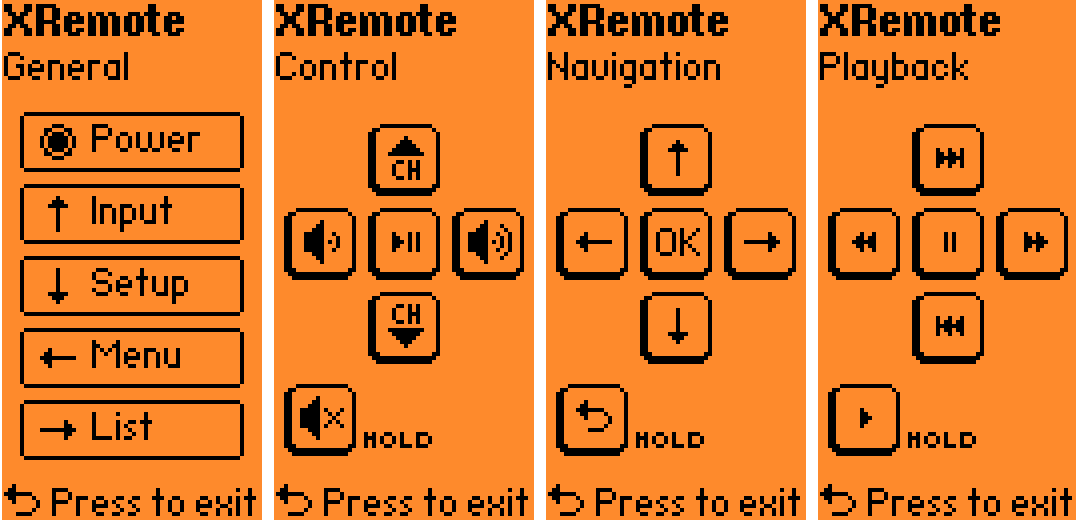 XRemote
General
Power
Input
Setup
Menu
List
Press to exit
XRemote
Control
CH
CH
HOLD
Press to exit
XRemote
Navigation
OK
HOLD
Press to exit
XRemote
Playback
HOLD
Press to exit